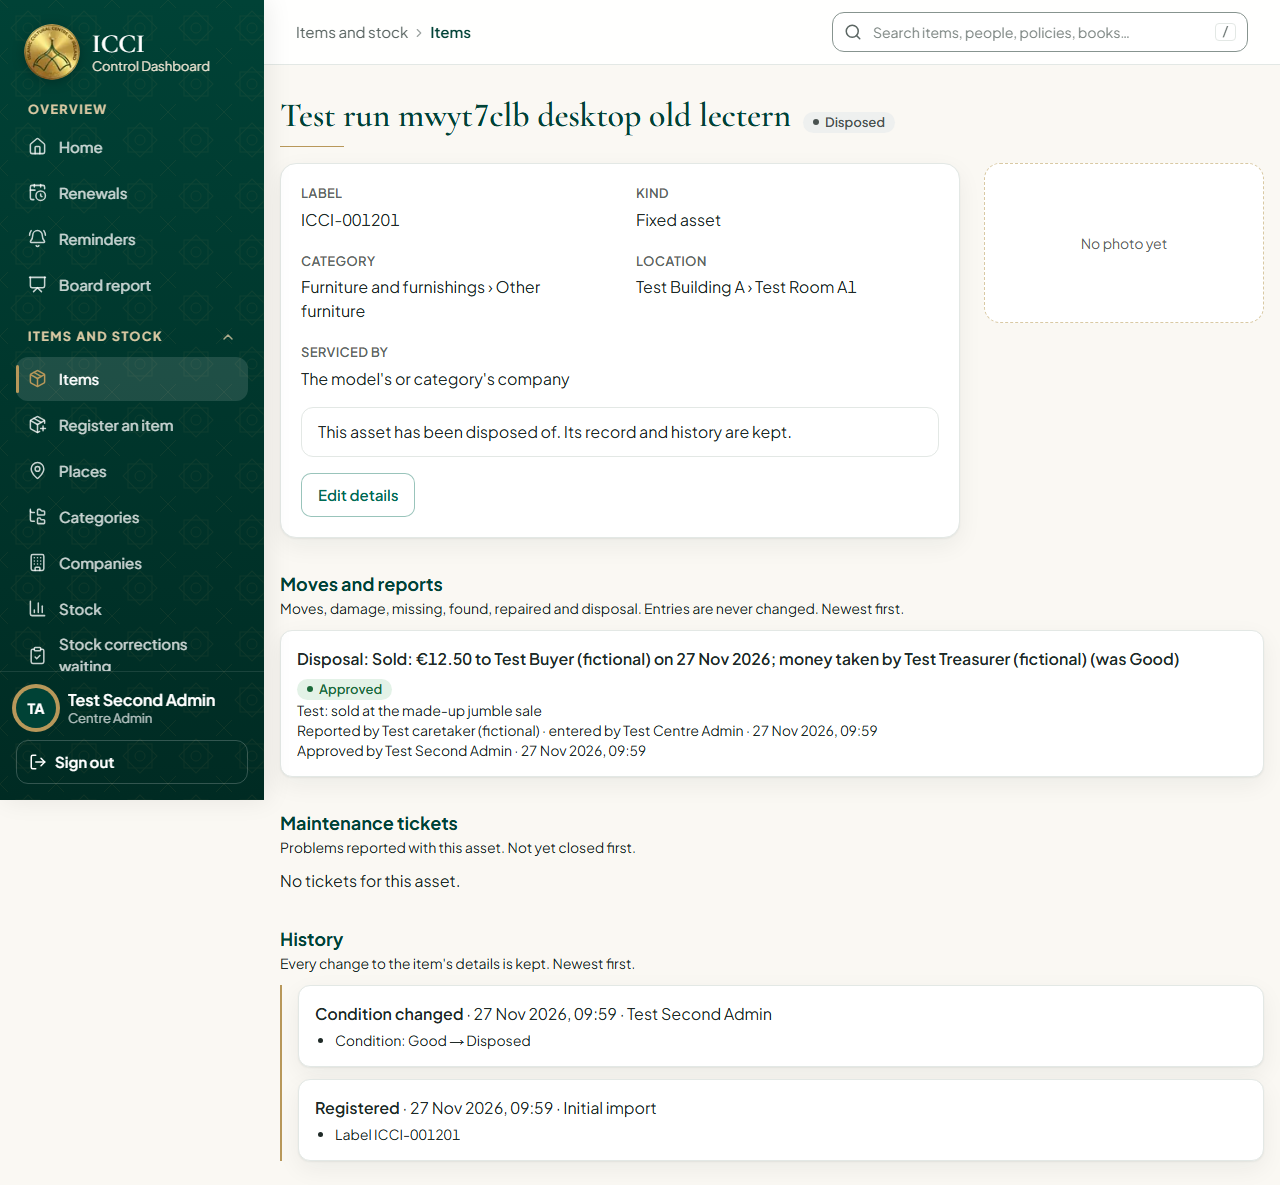 ICCI
Control Dashboard
OVERVIEW
Home
Renewals
Reminders
Board report
ITEMS AND STOCK
Items
Register an item
Places
Categories
Companies
Stock
Stock corrections
waiting
TA
Test Second Admin
Centre Admin
Sign out
Items and stock › Items
Search items, people, policies, books…
/
Test run mwyt7clb desktop old lectern
Disposed
LABEL
ICCI-001201
KIND
Fixed asset
CATEGORY
Furniture and furnishings › Other
furniture
LOCATION
Test Building A › Test Room A1
SERVICED BY
The model's or category's company
This asset has been disposed of. Its record and history are kept.
Edit details
No photo yet
Moves and reports
Moves, damage, missing, found, repaired and disposal. Entries are never changed. Newest first.
Disposal: Sold: €12.50 to Test Buyer (fictional) on 27 Nov 2026; money taken by Test Treasurer (fictional) (was Good)
Approved
Test: sold at the made-up jumble sale
Reported by Test caretaker (fictional) · entered by Test Centre Admin · 27 Nov 2026, 09:59
Approved by Test Second Admin · 27 Nov 2026, 09:59
Maintenance tickets
Problems reported with this asset. Not yet closed first.
No tickets for this asset.
History
Every change to the item's details is kept. Newest first.
Condition changed · 27 Nov 2026, 09:59 · Test Second Admin
• Condition: Good → Disposed
Registered · 27 Nov 2026, 09:59 · Initial import
• Label ICCI-001201